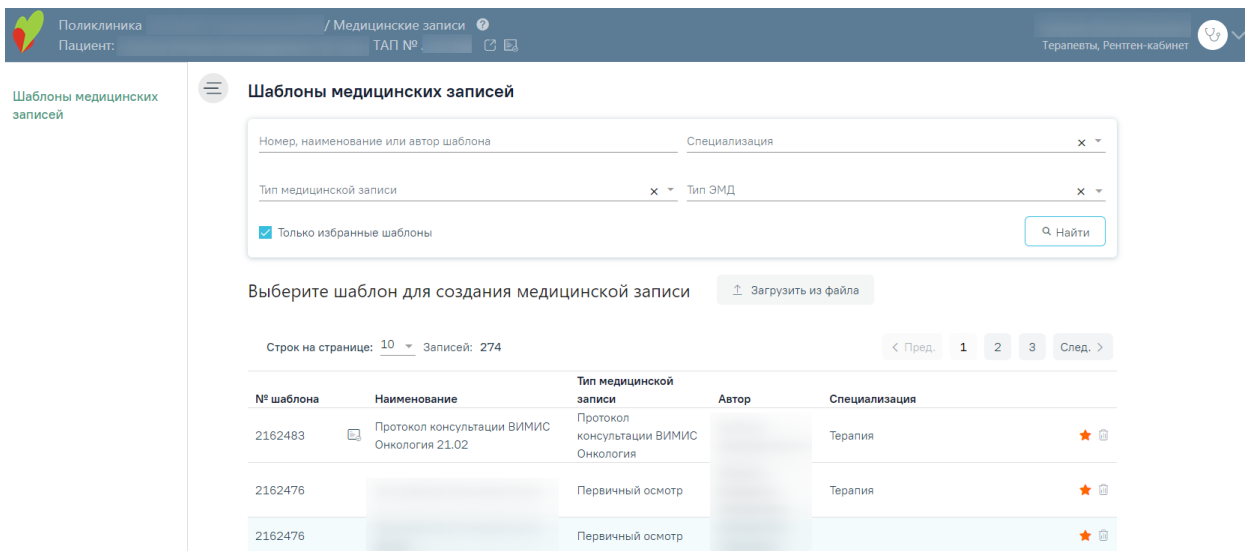 Поликлиника / Медицинские записи
Пациент: ТАП №
Терапевты, Рентген-кабинет
Шаблоны медицинских
записей
Шаблоны медицинских записей
Номер, наименование или автор шаблона Специализация
Тип медицинской записи Тип ЭМД
Только избранные шаблоны Найти
Выберите шаблон для создания медицинской записи Загрузить из файла
Строк на странице: 10 Записей: 274 < Пред. 1 2 3 След. >
№ шаблона Наименование Тип медицинской записи Автор Специализация
2162483 Протокол консультации ВИМИС Онкология 21.02 Протокол консультации ВИМИС Онкология Терапия
2162476 Первичный осмотр Терапия
2162476 Первичный осмотр